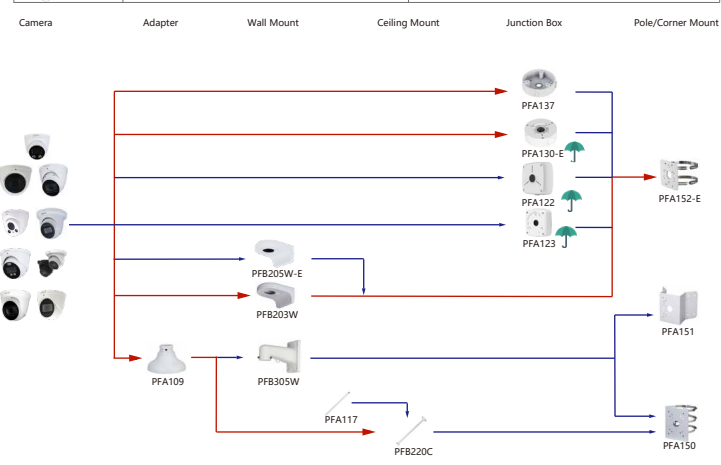 Camera Adapter Wall Mount Ceiling Mount Junction Box Pole/Corner Mount
PFA137
PFA130-E
PFA122
PFA152-E
PFA123
PFB205W-E
PFB203W
PFA151
PFA109
PFB305W
PFA117
PFB220C
PFA150